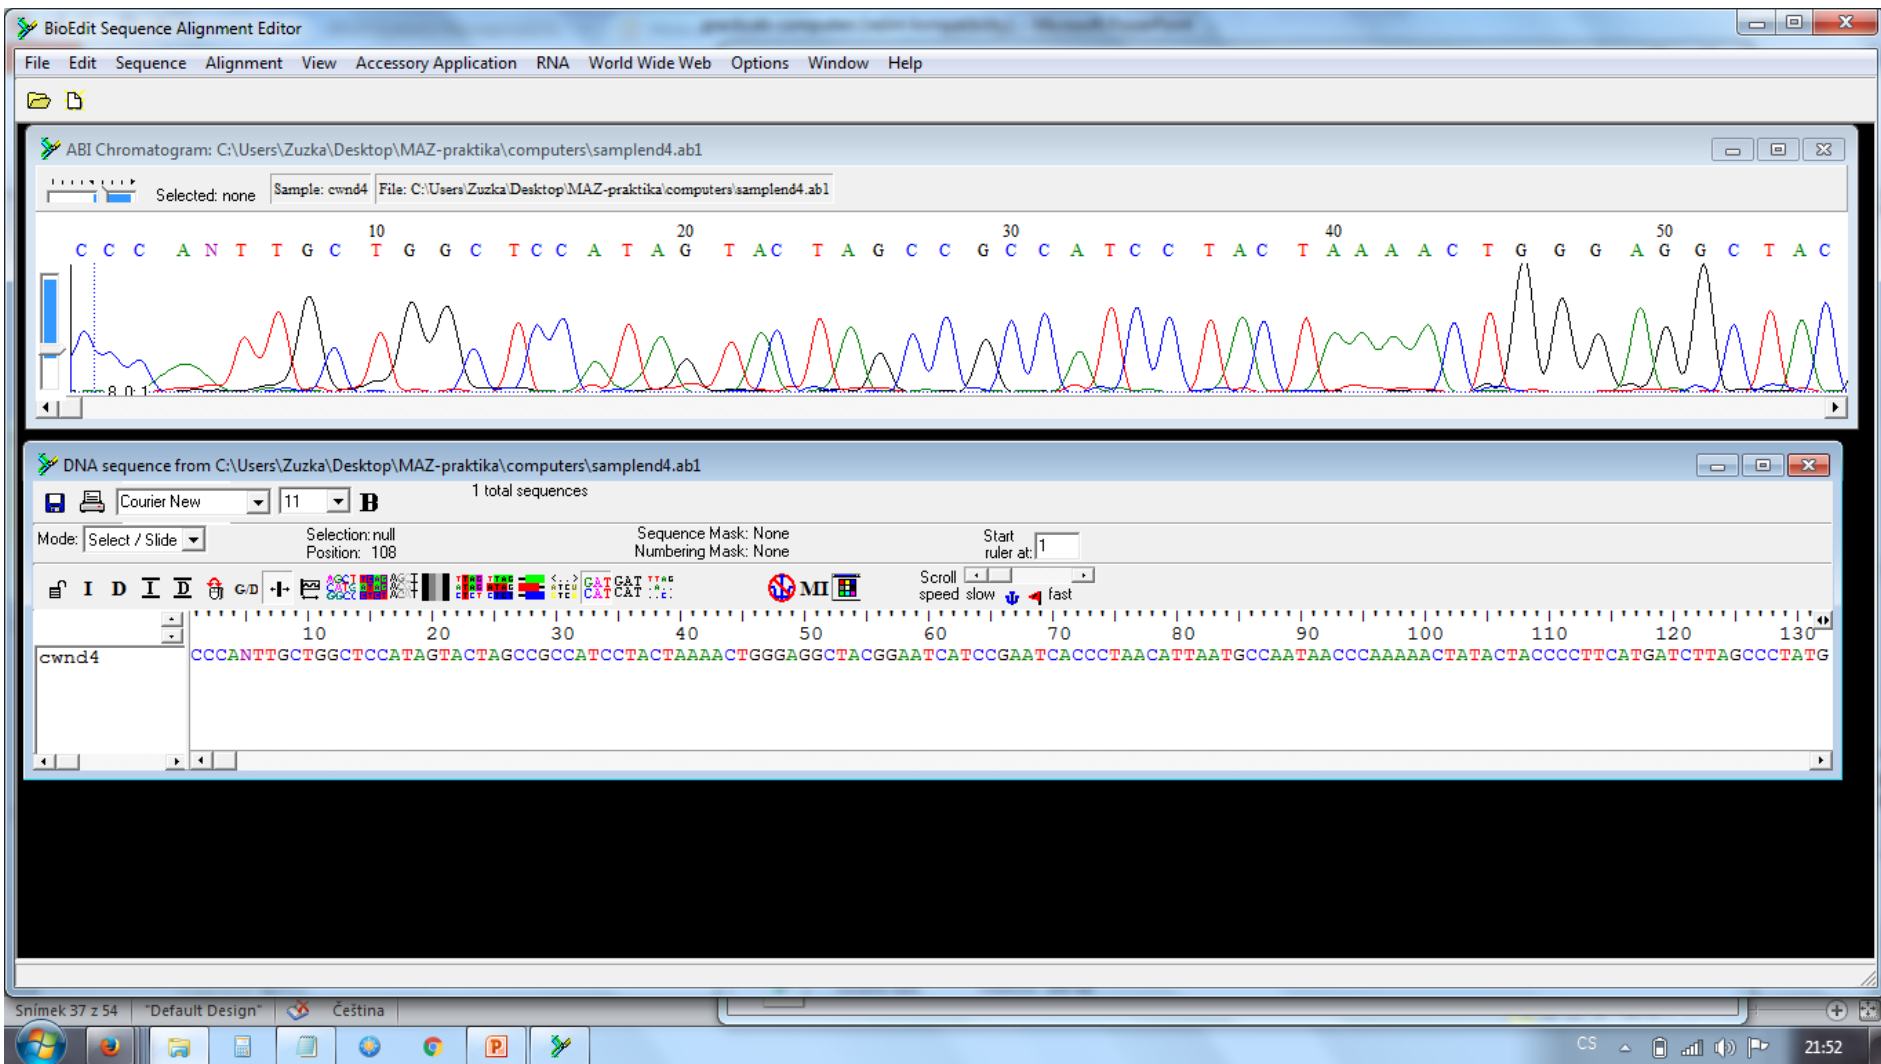 BioEdit Sequence Alignment Editor
File Edit Sequence Alignment View Accessory Application RNA World Wide Web Options Window Help
ABI Chromatogram: C:\Users\Zuzka\Desktop\MAZ-praktika\computers\samplend4.ab1
Selected: none Sample: cwnd4 File: C:\Users\Zuzka\Desktop\MAZ-praktika\computers\samplend4.ab1
10 20 30 40 50
C C C A N T T G C T G G C T C C A T A G T A C T A G C C G C C A T C C T A C T A A A A C T G G G A G G C T A C
DNA sequence from C:\Users\Zuzka\Desktop\MAZ-praktika\computers\samplend4.ab1
Courier New 11 B 1 total sequences
Mode: Select / Slide Selection: null Sequence Mask: None Start
Position: 108 Numbering Mask: None ruler at: 1
I D I D G/D MI Scroll
speed slow fast
10 20 30 40 50 60 70 80 90 100 110 120 130
cwnd4 CCCANTTGCTGGCTCCATAGTACTAGCCGCCATCCTACTAAAACTGGGAGGCTACGGAATCATCCGAATCACCCTAACATTAATGCCAATAACCCAAAAACTATACTACCCCTTCATGATCTTAGCCCTATG
Snímek 37 z 54 "Default Design" Čeština
CS 21:52